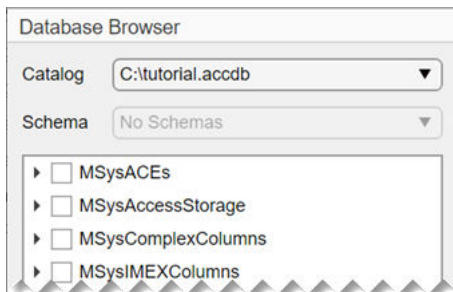 Database Browser
Catalog C:\tutorial.accdb
Schema No Schemas
MSysACEs
MSysAccessStorage
MSysComplexColumns
MSysIMEXColumns